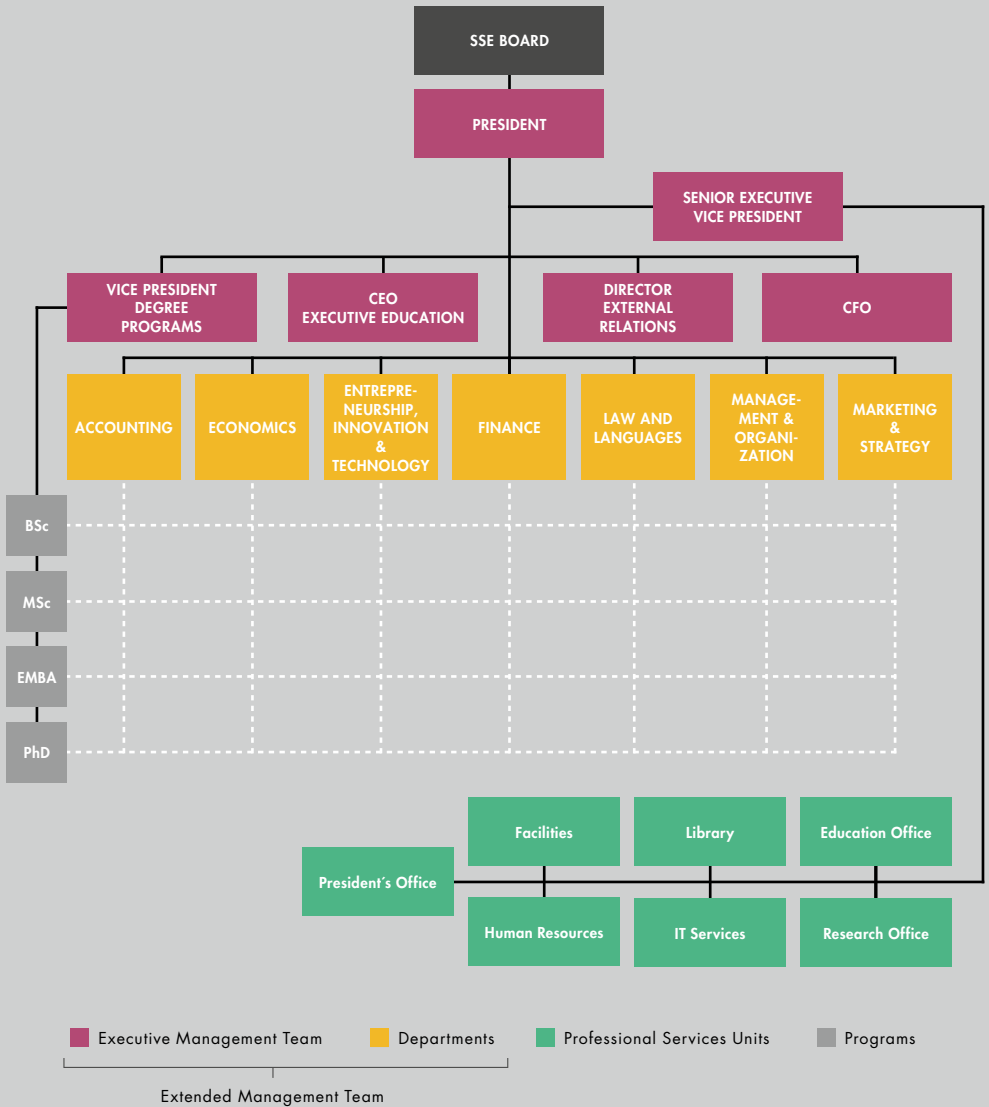 SSE BOARD
PRESIDENT
SENIOR EXECUTIVE
VICE PRESIDENT
VICE PRESIDENT
DEGREE
PROGRAMS
CEO
EXECUTIVE EDUCATION
DIRECTOR
EXTERNAL
RELATIONS
CFO
ACCOUNTING
ECONOMICS
ENTREPRE-
NEURSHIP,
INNOVATION
&
TECHNOLOGY
FINANCE
LAW AND
LANGUAGES
MANAGE-
MENT &
ORGANI-
ZATION
MARKETING
&
STRATEGY
BSc
MSc
EMBA
PhD
Facilities
Library
Education Office
President´s Office
Human Resources
IT Services
Research Office
Executive Management Team
Departments
Professional Services Units
Programs
Extended Management Team